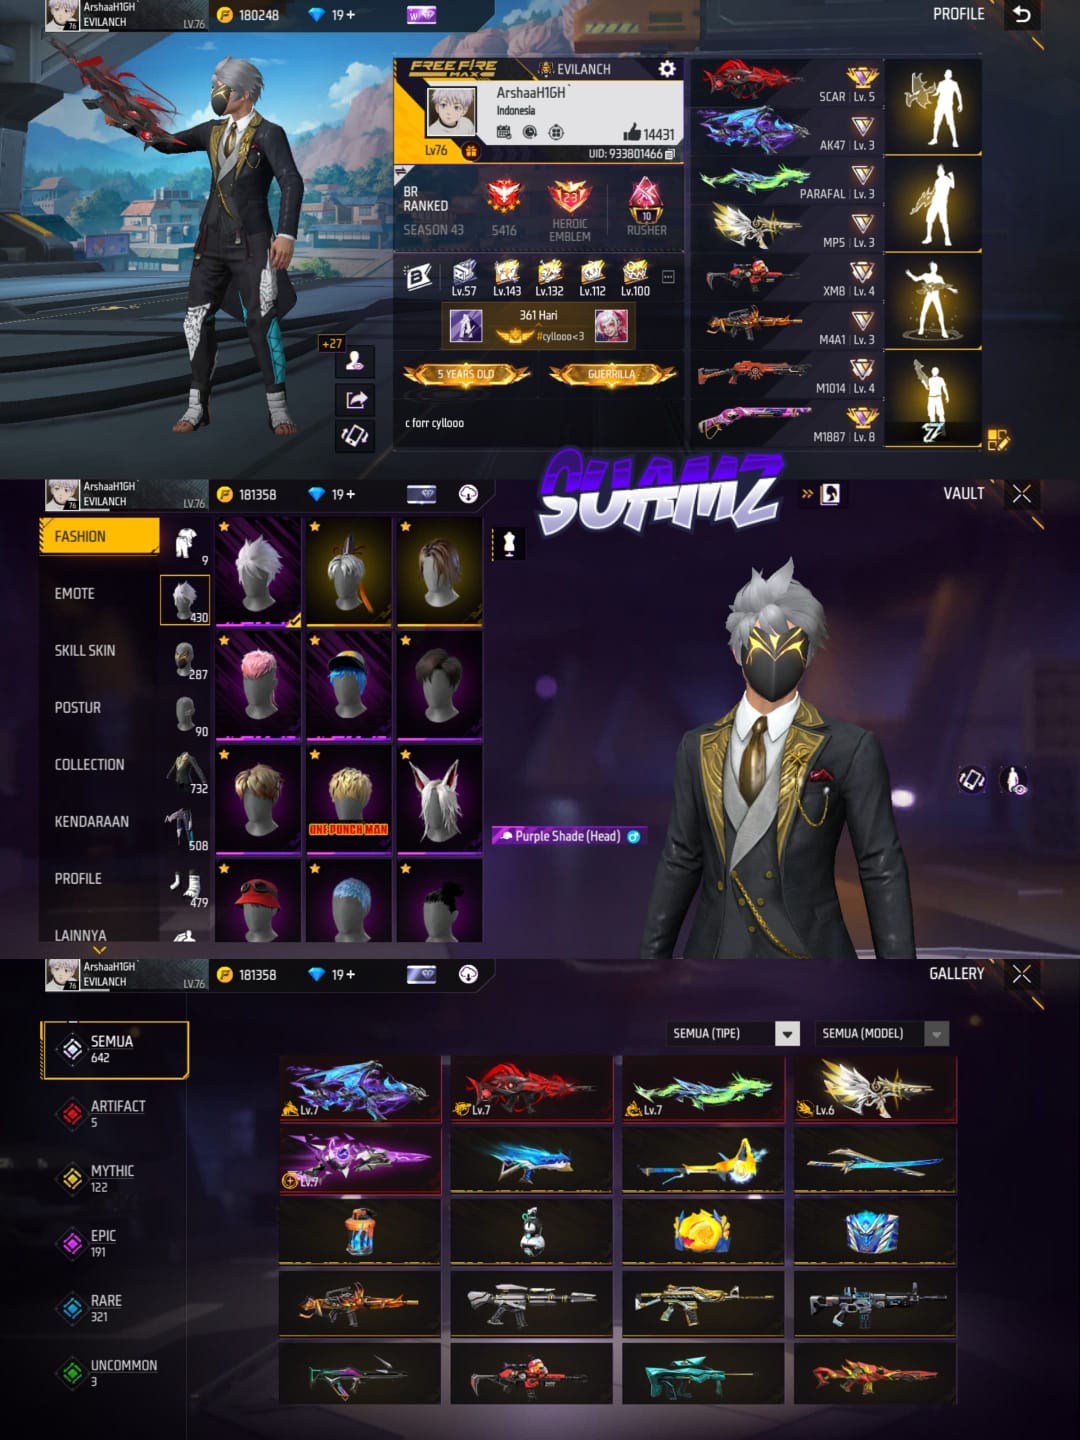 ArshaaH1GH
EVILANCH
LV.76
180248
19+
PROFILE
FREE FIRE
MAX
EVILANCH
ArshaaH1GH
Indonesia
14431
Lv76
UID: 933801466
BR
RANKED
SEASON 43
5416
HEROIC
EMBLEM
10
RUSHER
Lv.57
Lv.143
Lv.132
Lv.112
Lv.100
361 Hari
#cyllooo<3
+27
5 YEARS OLD
GUERRILLA
c forr cyllooo
SCAR | Lv. 5
AK47 | Lv. 3
PARAFAL | Lv. 3
MP5 | Lv. 3
XM8 | Lv. 4
M4A1 | Lv. 3
M1014 | Lv. 4
M1887 | Lv. 8
SUAMZ
ArshaaH1GH
EVILANCH
LV.76
181358
19+
VAULT
FASHION
EMOTE
SKILL SKIN
POSTUR
COLLECTION
KENDARAAN
PROFILE
LAINNYA
9
430
287
90
732
508
479
ONE PUNCH MAN
Purple Shade (Head)
ArshaaH1GH
EVILANCH
LV.76
181358
19+
GALLERY
SEMUA
642
ARTIFACT
5
MYTHIC
122
EPIC
191
RARE
321
UNCOMMON
3
SEMUA (TIPE)
SEMUA (MODEL)
Lv.7
Lv.7
Lv.7
Lv.6
Lv.9